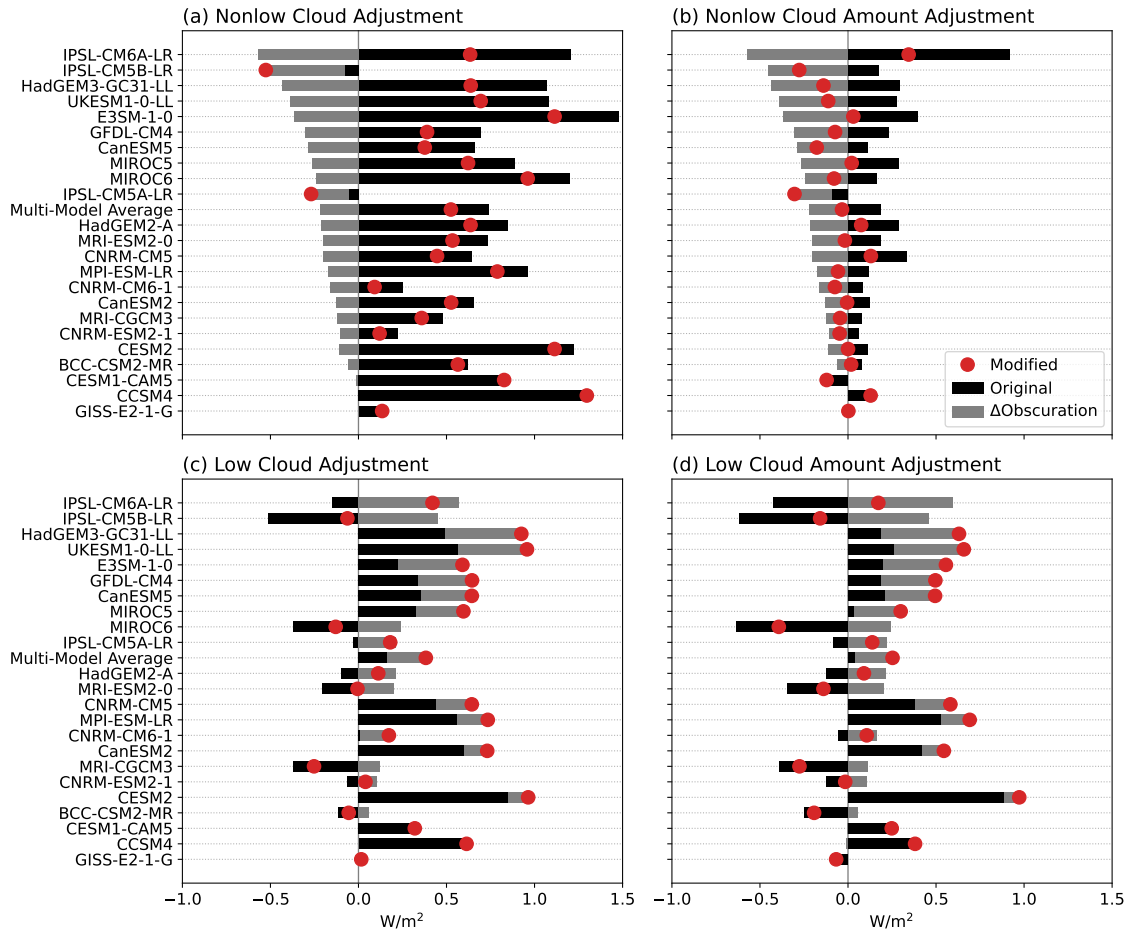 (a) Nonlow Cloud Adjustment
IPSL-CM6A-LR
IPSL-CM5B-LR
HadGEM3-GC31-LL
UKESM1-0-LL
E3SM-1-0
GFDL-CM4
CanESM5
MIROC5
MIROC6
IPSL-CM5A-LR
Multi-Model Average
HadGEM2-A
MRI-ESM2-0
CNRM-CM5
MPI-ESM-LR
CNRM-CM6-1
CanESM2
MRI-CGCM3
CNRM-ESM2-1
CESM2
BCC-CSM2-MR
CESM1-CAM5
CCSM4
GISS-E2-1-G
(b) Nonlow Cloud Amount Adjustment
Modified
Original
ΔObscuration
(c) Low Cloud Adjustment
IPSL-CM6A-LR
IPSL-CM5B-LR
HadGEM3-GC31-LL
UKESM1-0-LL
E3SM-1-0
GFDL-CM4
CanESM5
MIROC5
MIROC6
IPSL-CM5A-LR
Multi-Model Average
HadGEM2-A
MRI-ESM2-0
CNRM-CM5
MPI-ESM-LR
CNRM-CM6-1
CanESM2
MRI-CGCM3
CNRM-ESM2-1
CESM2
BCC-CSM2-MR
CESM1-CAM5
CCSM4
GISS-E2-1-G
−1.0 −0.5 0.0 0.5 1.0 1.5
W/m²
(d) Low Cloud Amount Adjustment
−1.0 −0.5 0.0 0.5 1.0 1.5
W/m²